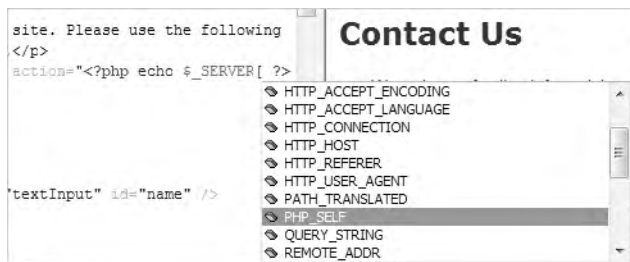 site. Please use the following
</p>
action="<?php echo $_SERVER[ ?>
Contact Us
HTTP_ACCEPT_ENCODING
HTTP_ACCEPT_LANGUAGE
HTTP_CONNECTION
HTTP_HOST
HTTP_REFERER
HTTP_USER_AGENT
PATH_TRANSLATED
PHP_SELF
QUERY_STRING
REMOTE_ADDR
"textInput" id="name" />